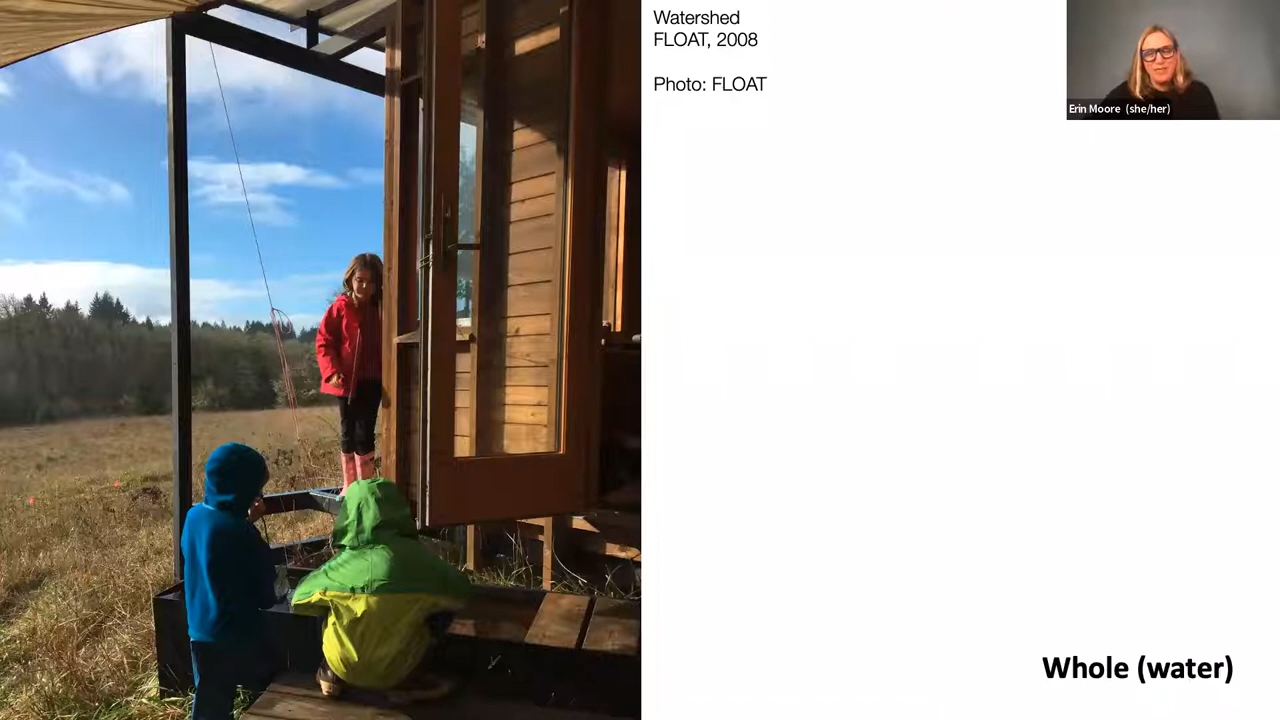 Watershed
FLOAT, 2008
Photo: FLOAT
Erin Moore (she/her)
Whole (water)